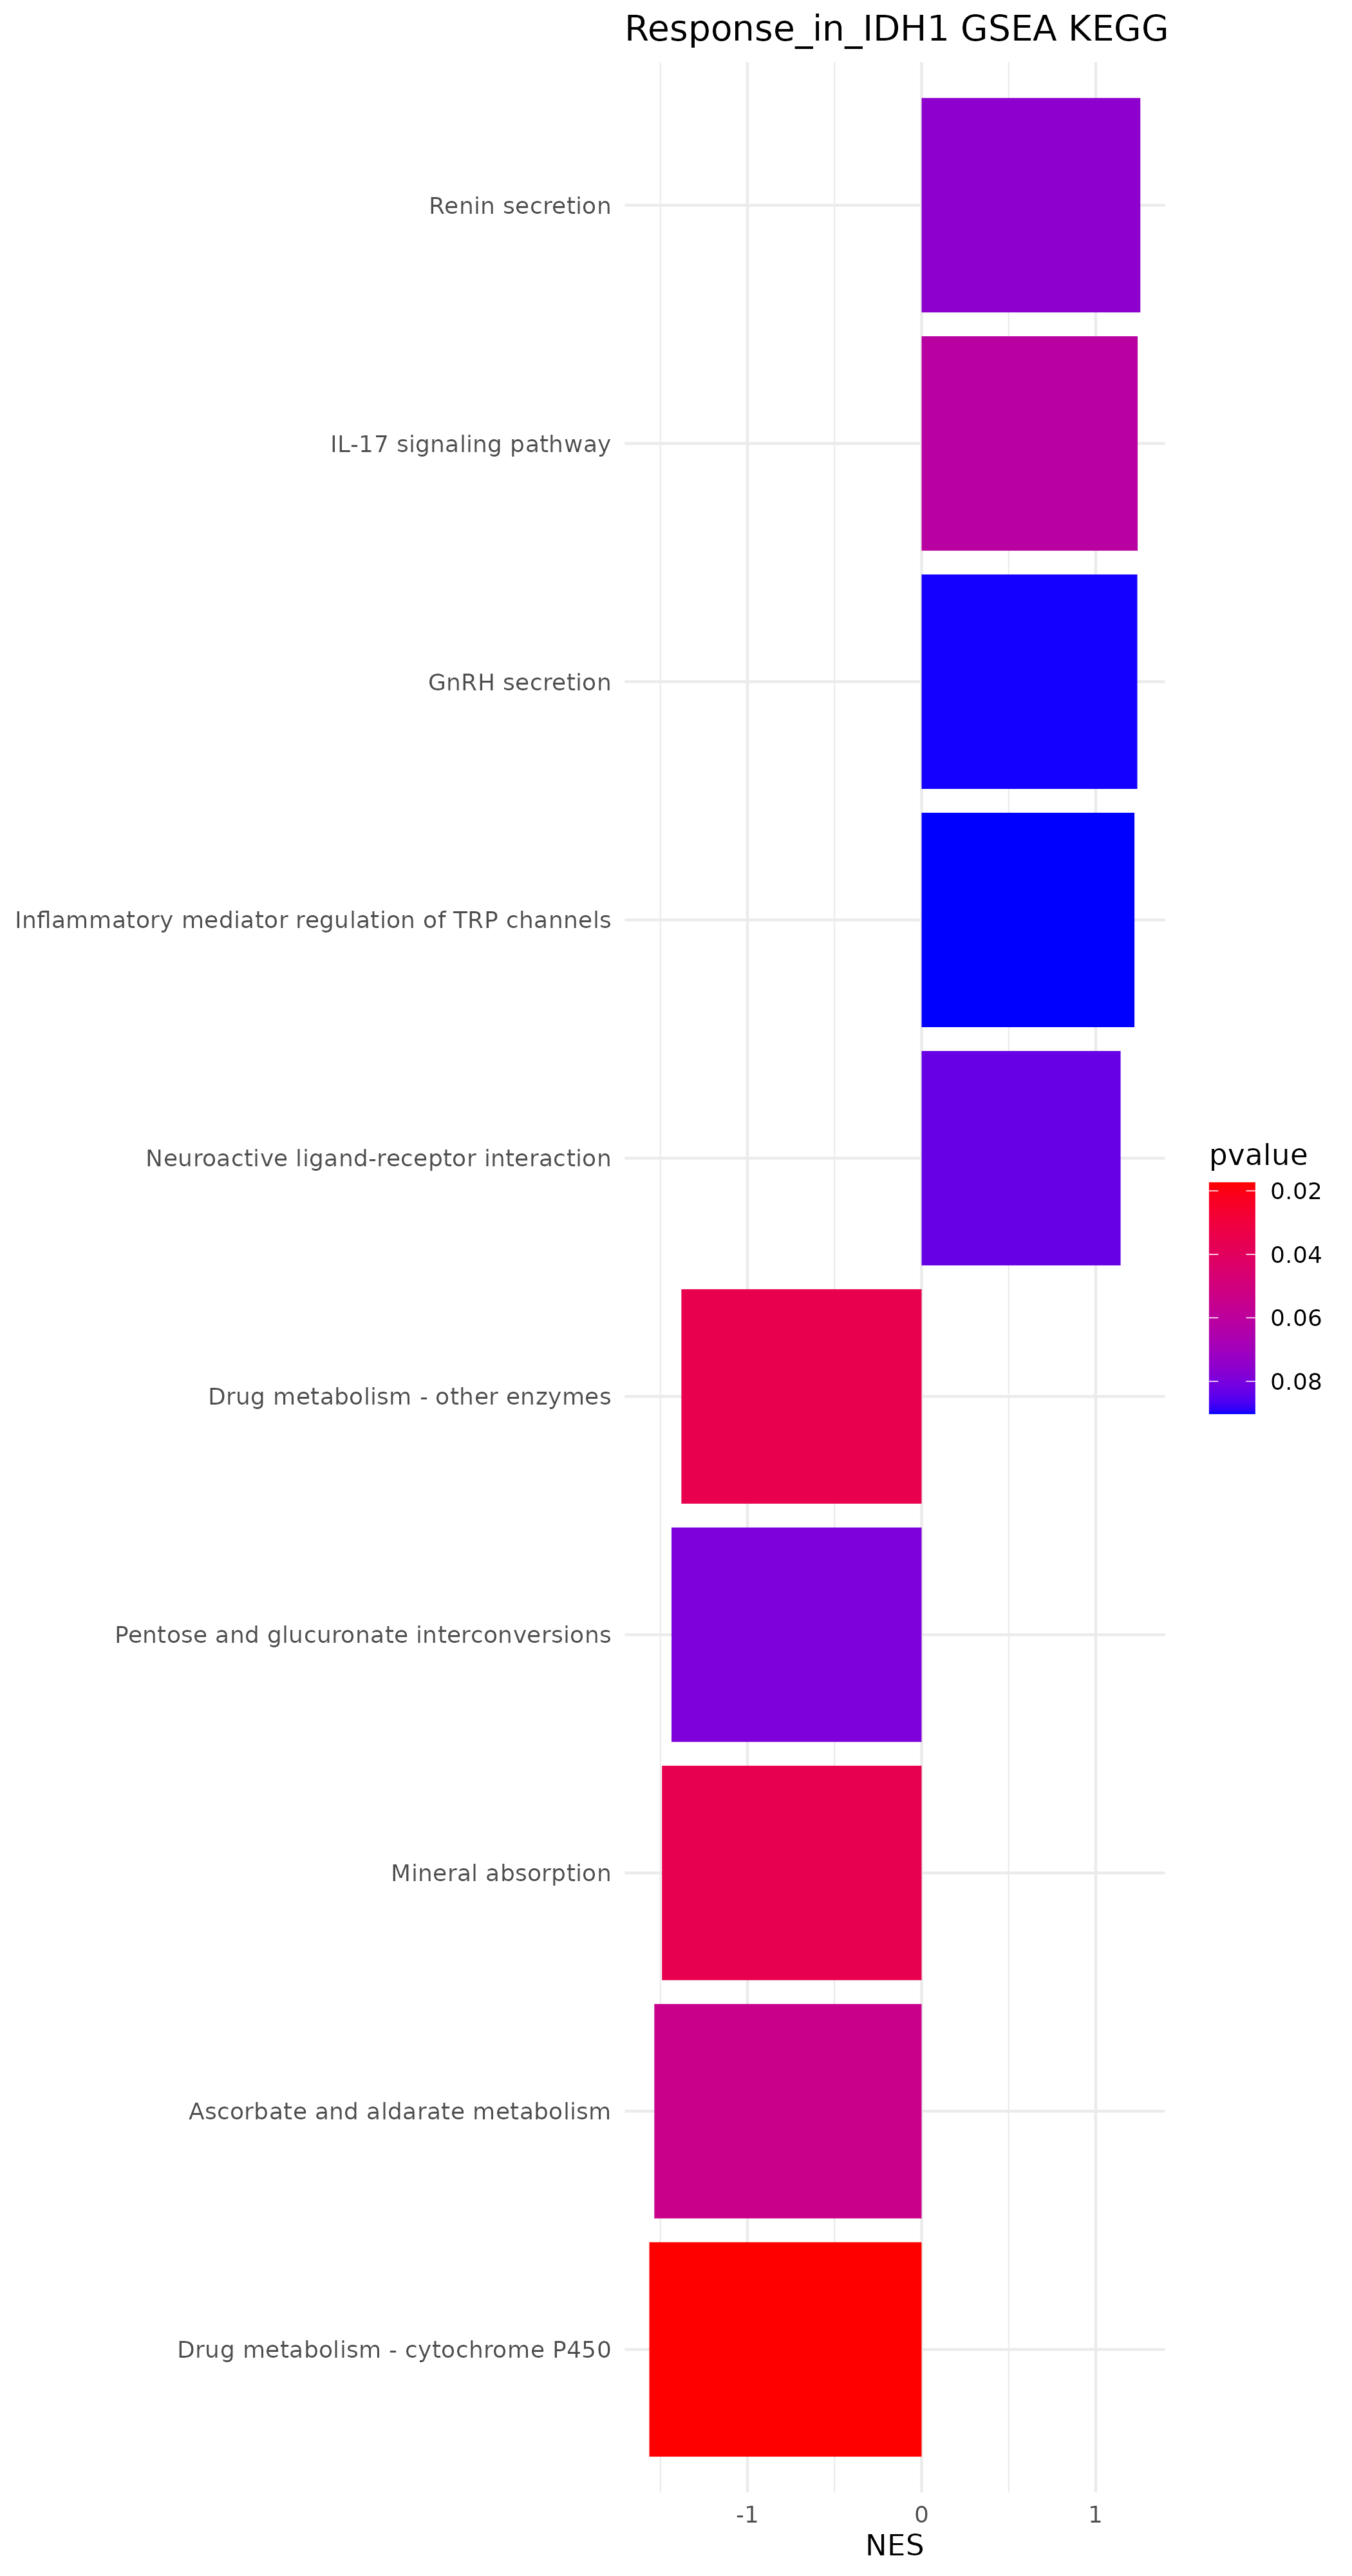 Response_in_IDH1 GSEA KEGG
Renin secretion
IL-17 signaling pathway
GnRH secretion
Inflammatory mediator regulation of TRP channels
Neuroactive ligand-receptor interaction
Drug metabolism - other enzymes
Pentose and glucuronate interconversions
Mineral absorption
Ascorbate and aldarate metabolism
Drug metabolism - cytochrome P450
-1 0 1
NES
pvalue
0.02
0.04
0.06
0.08